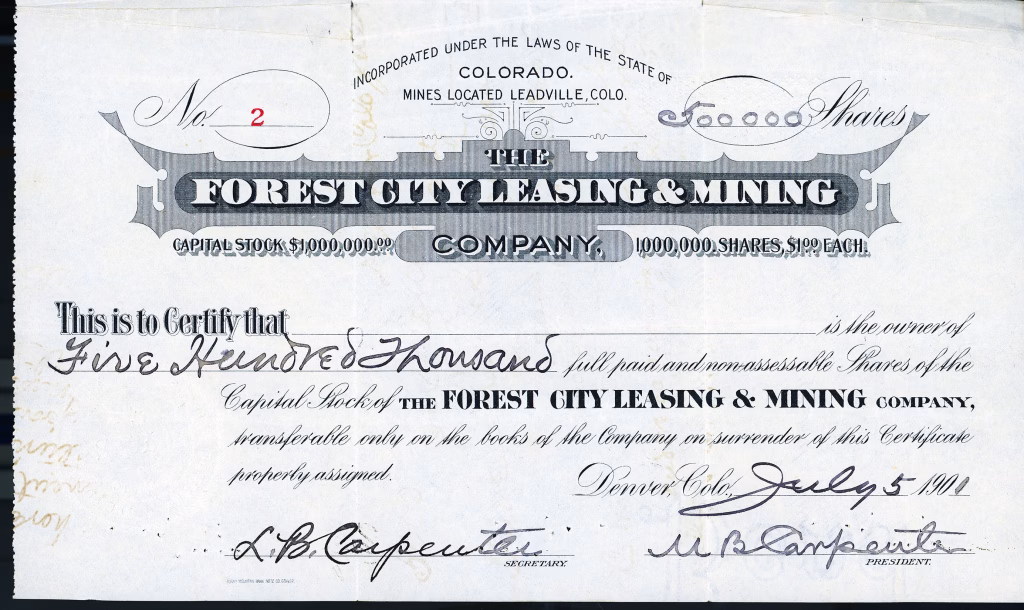 INCORPORATED UNDER THE LAWS OF THE STATE OF
COLORADO.
MINES LOCATED LEADVILLE, COLO.
No. 2
500 000 Shares
THE
FOREST CITY LEASING & MINING
CAPITAL STOCK $1,000,000.00 COMPANY, 1,000,000 SHARES, $1.00 EACH.
This is to Certify that is the owner of
Five Hundred Thousand full paid and non-assessable Shares of the
Capital Stock of THE FOREST CITY LEASING & MINING COMPANY,
transferable only on the books of the Company on surrender of this Certificate
properly assigned.
Denver, Colo., July 5 1901
L. B. Carpenter M B Carpenter
SECRETARY. PRESIDENT.